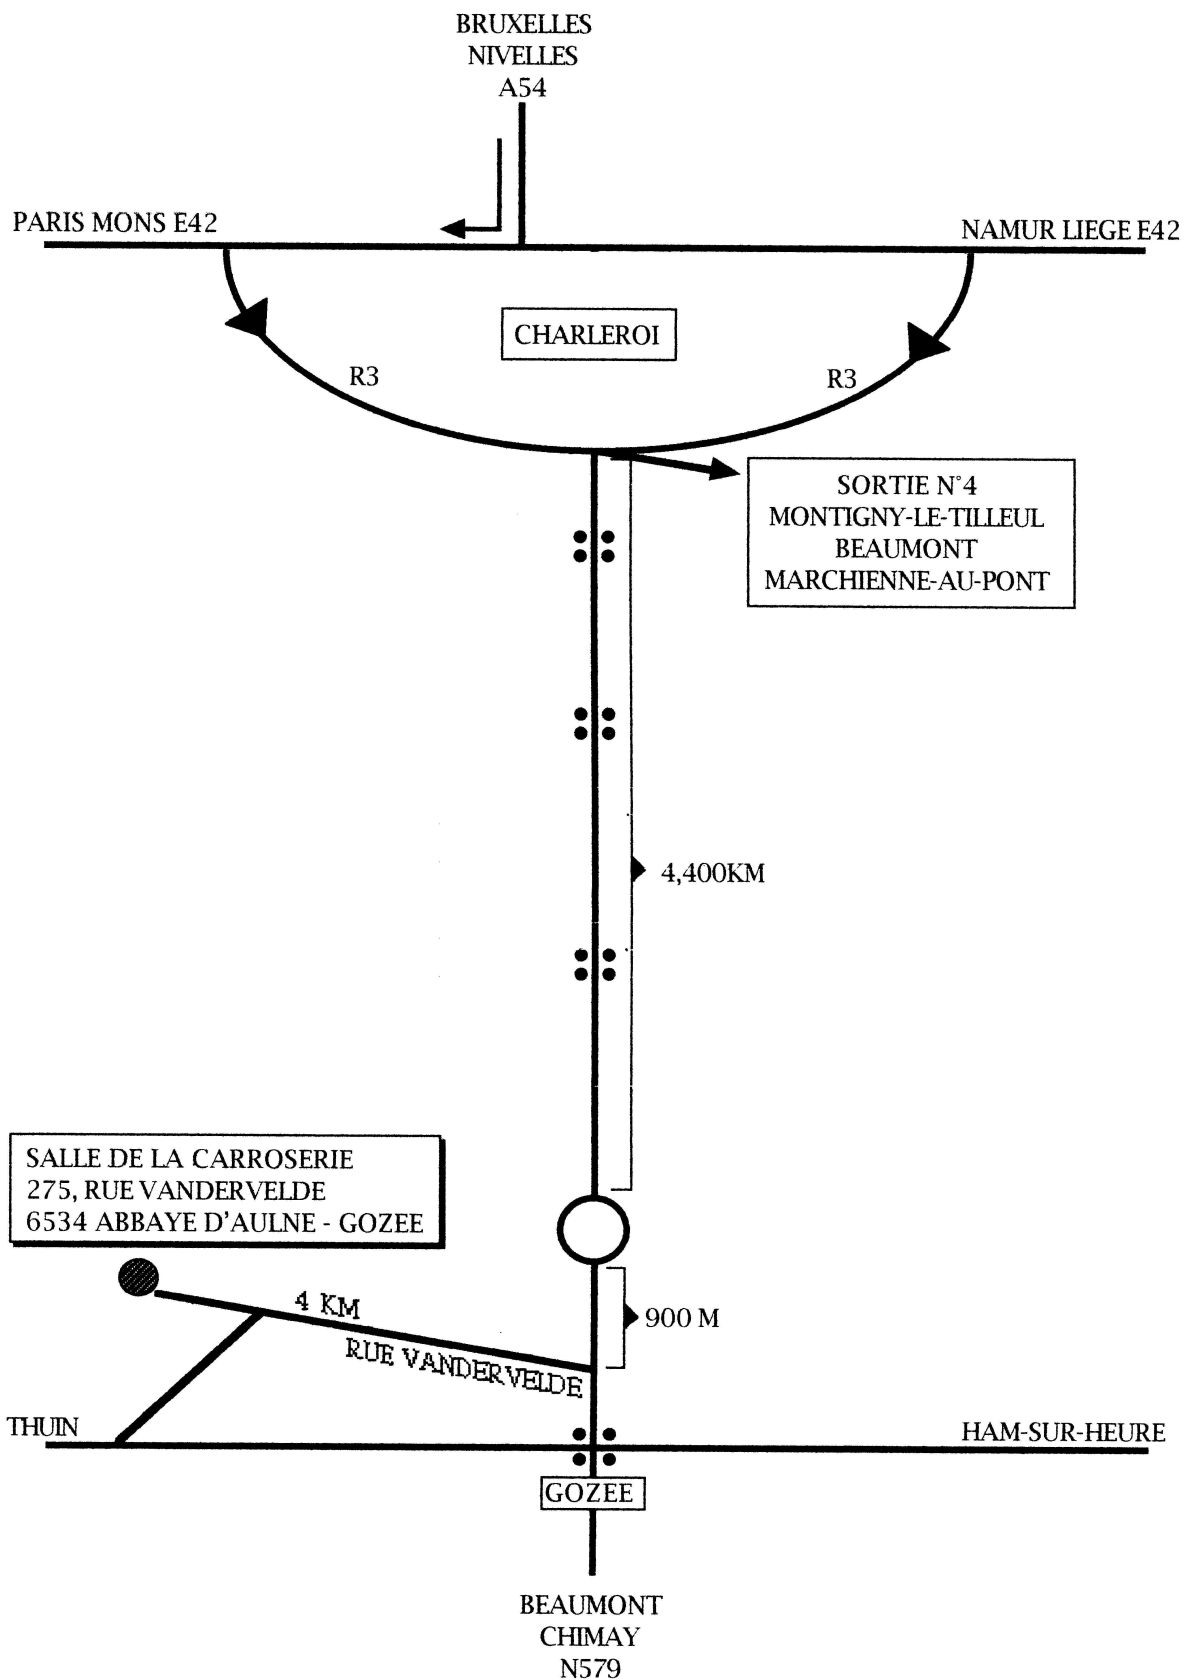 BRUXELLES
NIVELLES
A54
PARIS MONS E42
NAMUR LIEGE E42
CHARLEROI
R3
R3
SORTIE N°4
MONTIGNY-LE-TILLEUL
BEAUMONT
MARCHIENNE-AU-PONT
4,400KM
SALLE DE LA CARROSERIE
275, RUE VANDERVELDE
6534 ABBAYE D'AULNE - GOZEE
4 KM
900 M
RUE VANDERVELDE
THUIN
HAM-SUR-HEURE
GOZEE
BEAUMONT
CHIMAY
N579